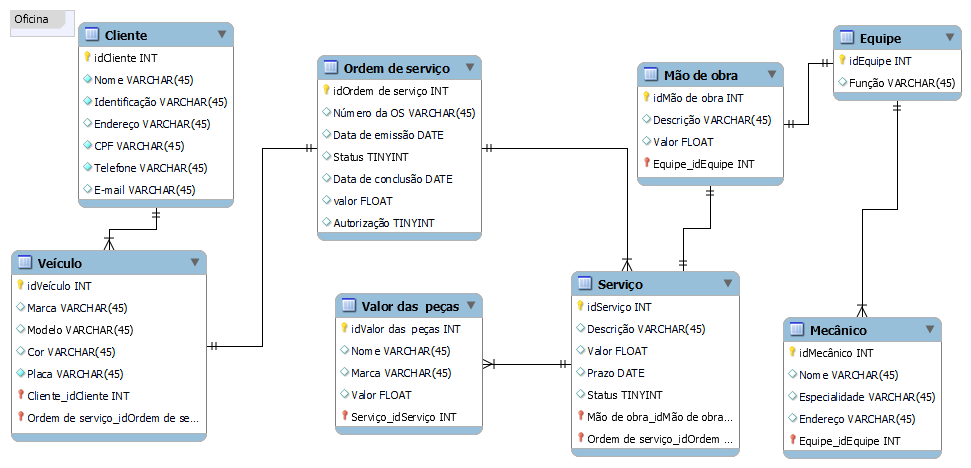 Oficina
Cliente
idCliente INT
Nome VARCHAR(45)
Identificação VARCHAR(45)
Endereço VARCHAR(45)
CPF VARCHAR(45)
Telefone VARCHAR(45)
E-mail VARCHAR(45)
Veículo
idVeículo INT
Marca VARCHAR(45)
Modelo VARCHAR(45)
Cor VARCHAR(45)
Placa VARCHAR(45)
Cliente_idCliente INT
Ordem de serviço_idOrdem de se...
Ordem de serviço
idOrdem de serviço INT
Número da OS VARCHAR(45)
Data de emissão DATE
Status TINYINT
Data de conclusão DATE
valor FLOAT
Autorização TINYINT
Valor das peças
idValor das peças INT
Nome VARCHAR(45)
Marca VARCHAR(45)
Valor FLOAT
Serviço_idServiço INT
Mão de obra
idMão de obra INT
Descrição VARCHAR(45)
Valor FLOAT
Equipe_idEquipe INT
Serviço
idServiço INT
Descrição VARCHAR(45)
Valor FLOAT
Prazo DATE
Status TINYINT
Mão de obra_idMão de obra...
Ordem de serviço_idOrdem ...
Equipe
idEquipe INT
Função VARCHAR(45)
Mecânico
idMecânico INT
Nome VARCHAR(45)
Especialidade VARCHAR(45)
Endereço VARCHAR(45)
Equipe_idEquipe INT